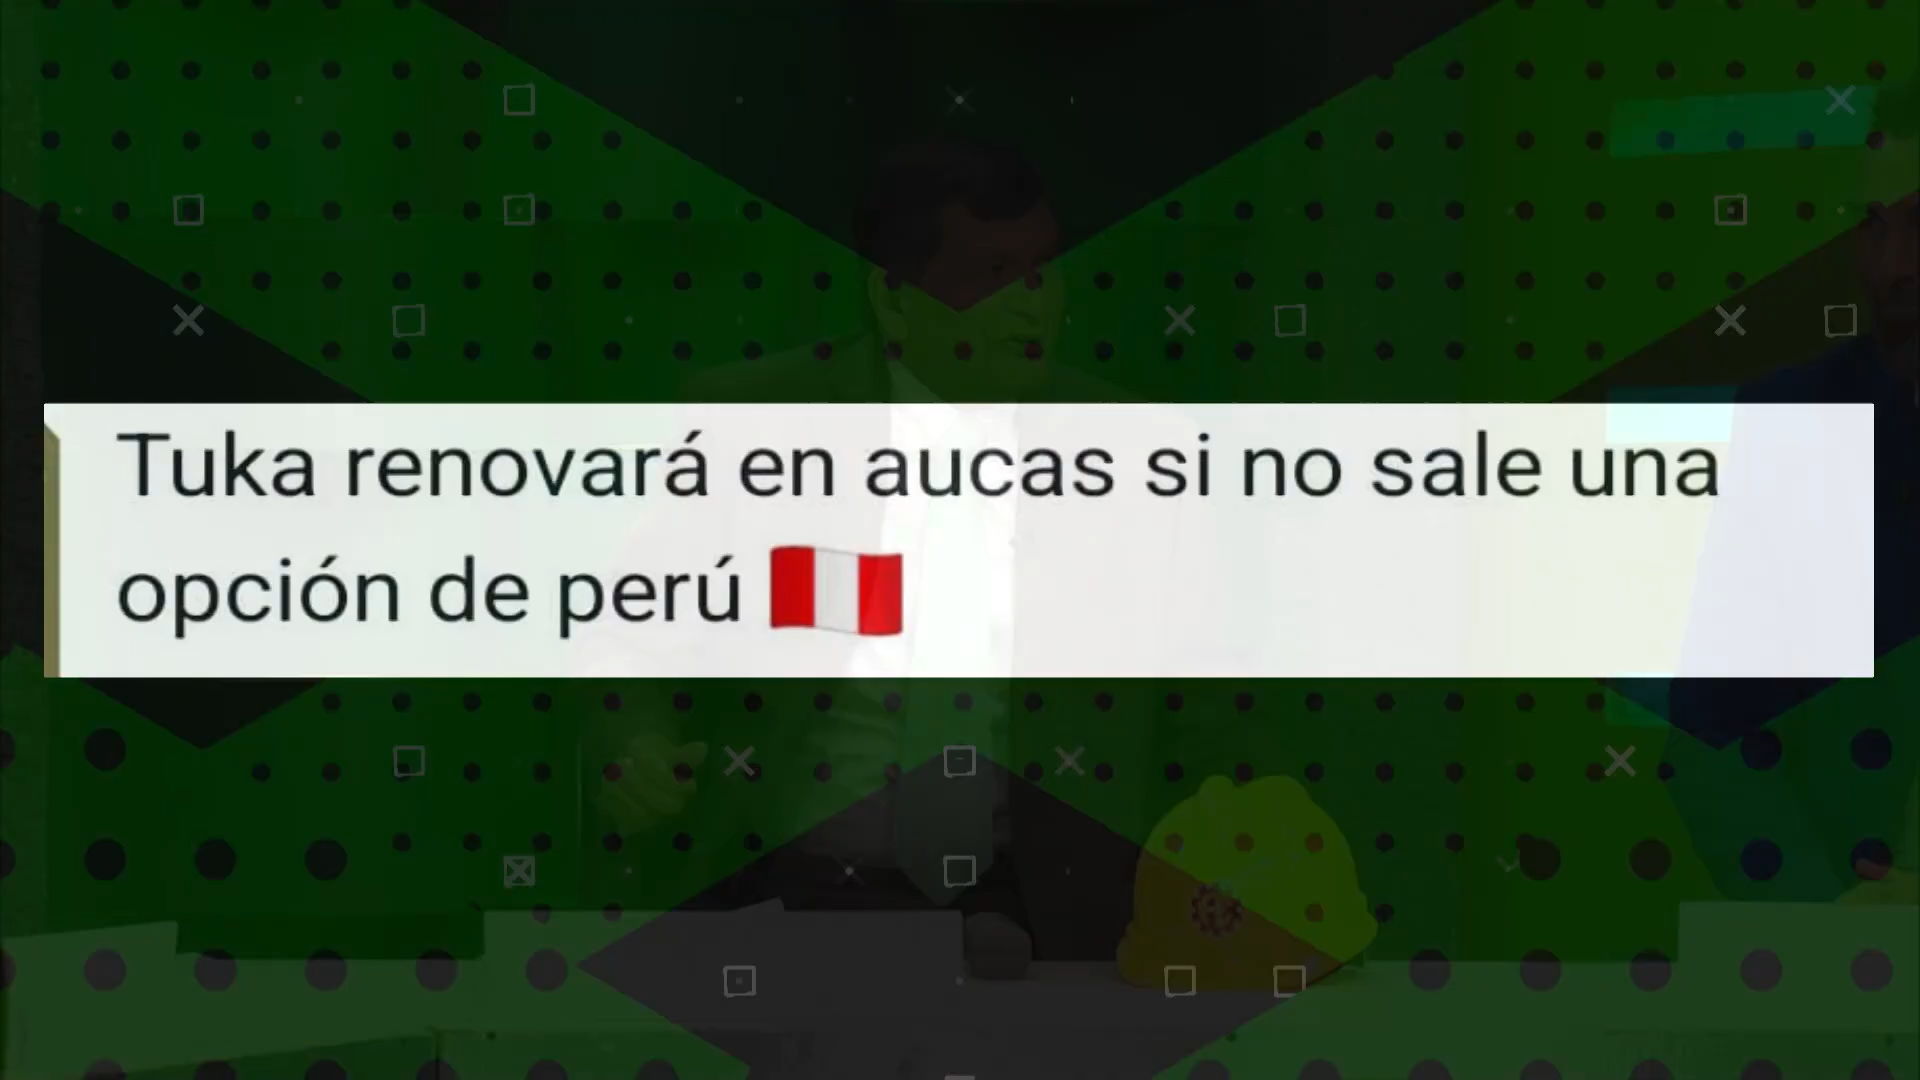 Tuka renovará en aucas si no sale una
opción de perú 🇵🇪